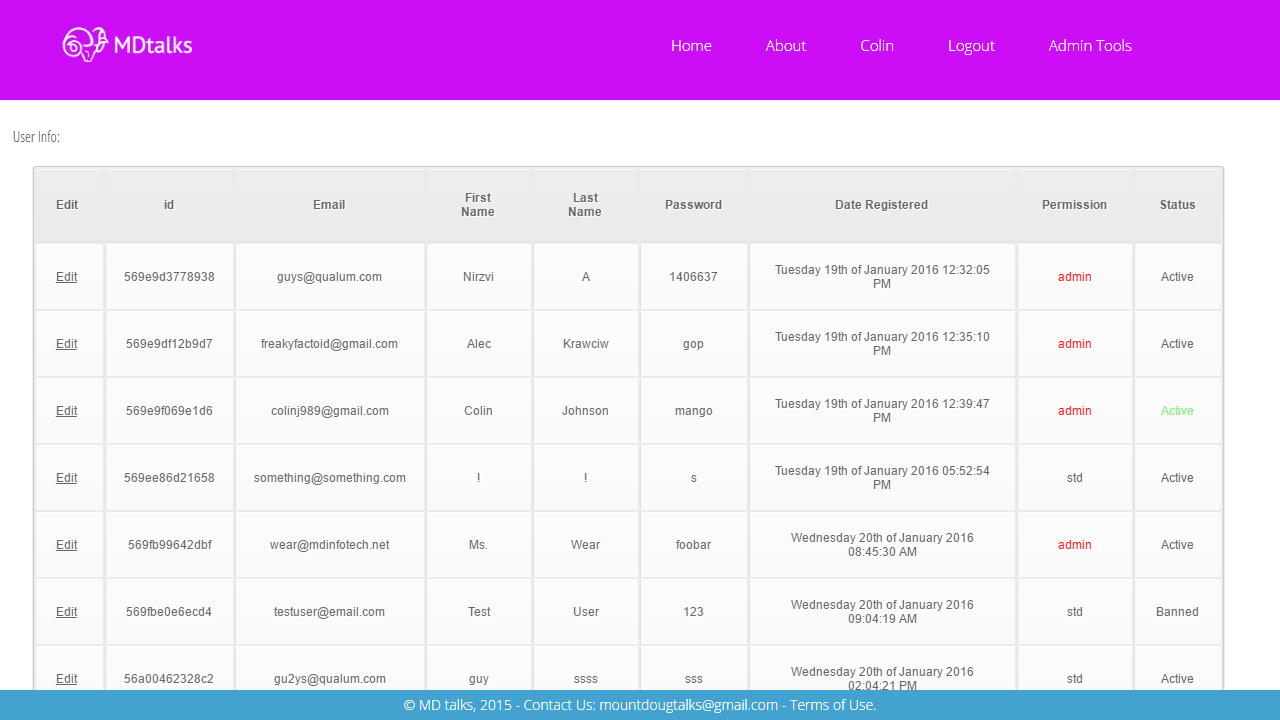 MDtalks
Home About Colin Logout Admin Tools
User Info:
Edit id Email First Name Last Name Password Date Registered Permission Status
Edit 569e9d3778938 guys@qualum.com Nirzvi A 1406637 Tuesday 19th of January 2016 12:32:05 PM admin Active
Edit 569e9df12b9d7 freakyfactoid@gmail.com Alec Krawciw gop Tuesday 19th of January 2016 12:35:10 PM admin Active
Edit 569e9f069e1d6 colinj989@gmail.com Colin Johnson mango Tuesday 19th of January 2016 12:39:47 PM admin Active
Edit 569ee86d21658 something@something.com ! ! s Tuesday 19th of January 2016 05:52:54 PM std Active
Edit 569fb99642dbf wear@mdinfotech.net Ms. Wear foobar Wednesday 20th of January 2016 08:45:30 AM admin Active
Edit 569fbe0e6ecd4 testuser@email.com Test User 123 Wednesday 20th of January 2016 09:04:19 AM std Banned
Edit 56a00462328c2 gu2ys@qualum.com guy ssss sss Wednesday 20th of January 2016 02:04:21 PM std Active
© MD talks, 2015 - Contact Us: mountdougtalks@gmail.com - Terms of Use.